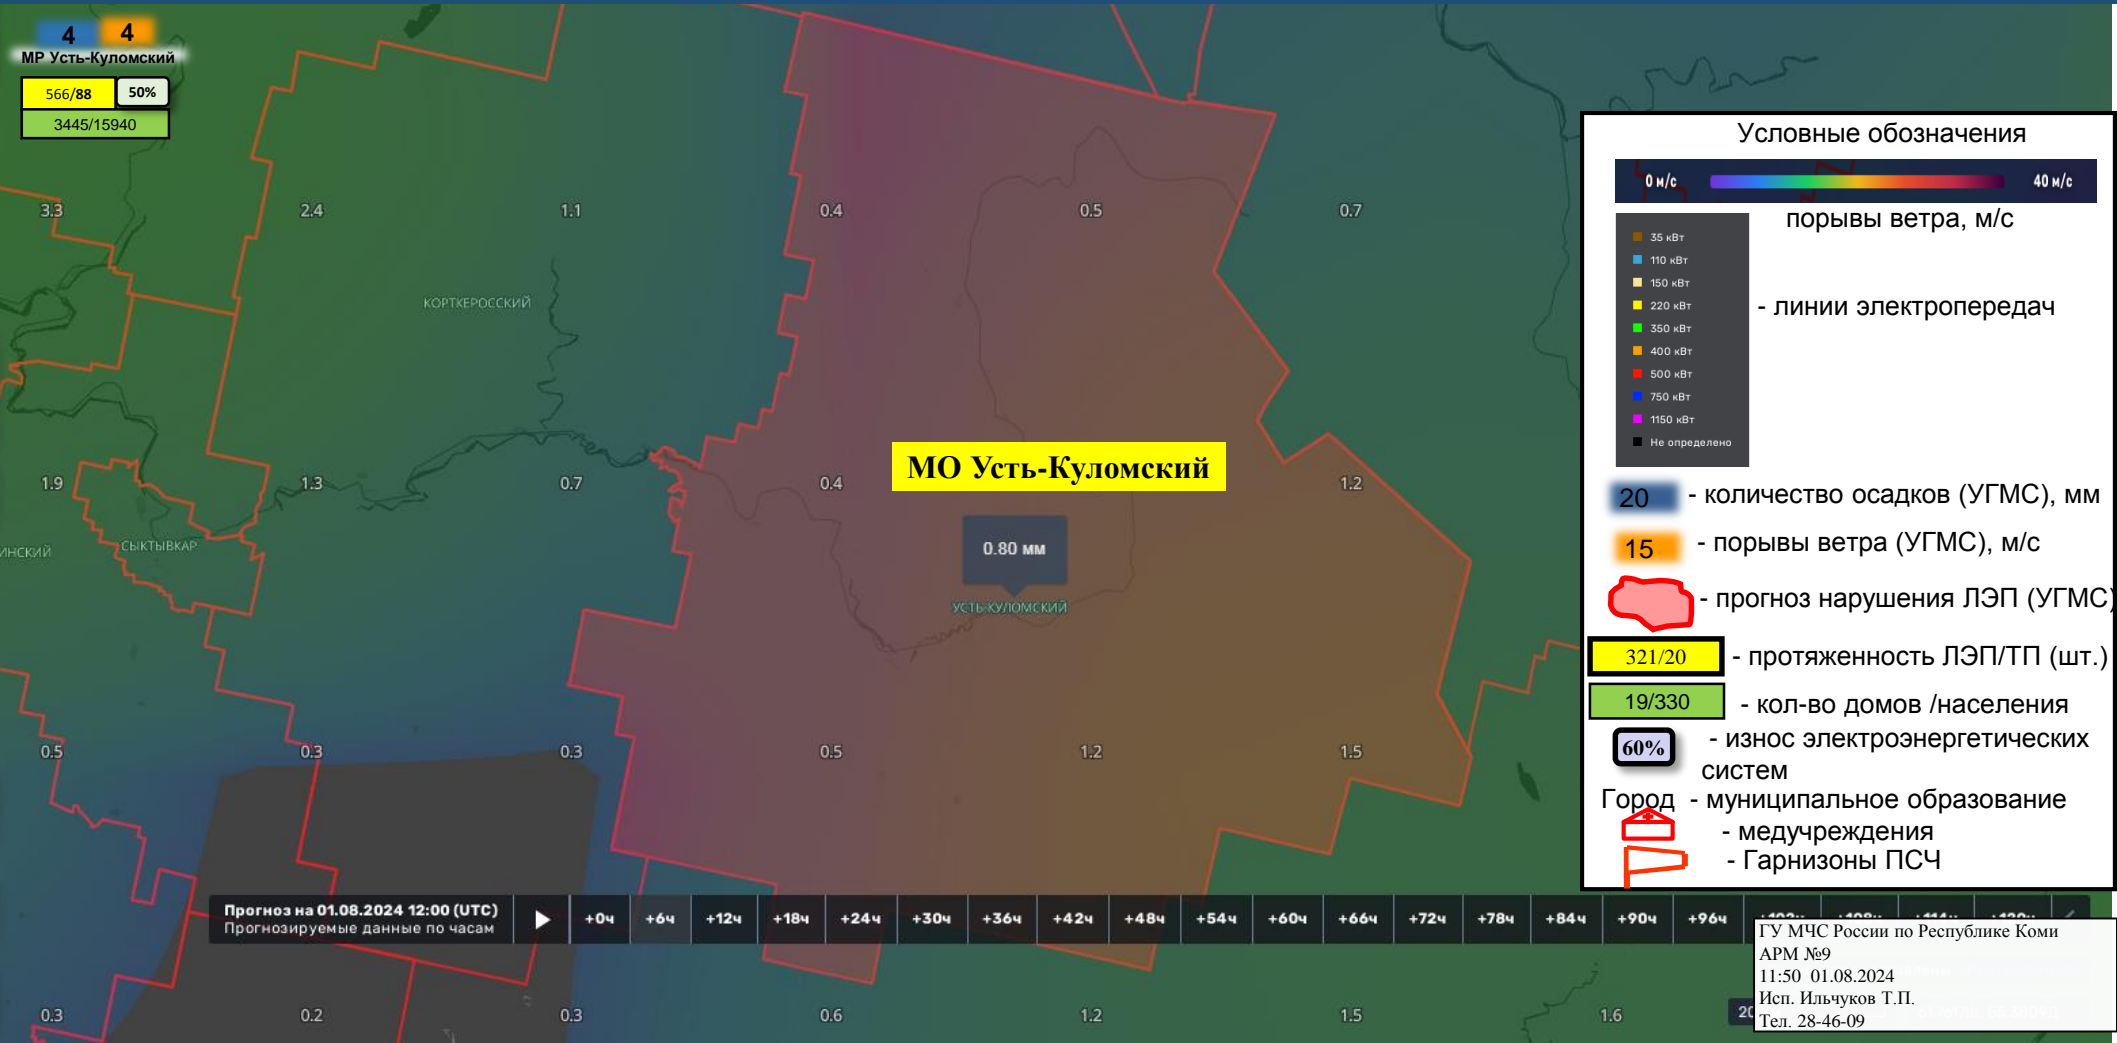 4 4
МР Усть-Куломский
566/88 50%
3445/15940
3.3 2.4 1.1 0.4 0.5 0.7
КОРТКЕРОССКИЙ
МО Усть-Куломский
1.9 1.3 0.7 0.4 1.2
0.80 мм
ИНСКИЙ СЫКТЫВКАР
УСТЬ-КУЛОМСКИЙ
0.5 0.3 0.3 0.5 1.2 1.5
Прогноз на 01.08.2024 12:00 (UTC)
Прогнозируемые данные по часам
+0ч +6ч +12ч +18ч +24ч +30ч +36ч +42ч +48ч +54ч +60ч +66ч +72ч +78ч +84ч +90ч +96ч
0.3 0.2 0.3 0.6 1.2 1.5 1.6
Условные обозначения
0 м/с 40 м/с
порывы ветра, м/с
35 кВт
110 кВт
150 кВт
220 кВт
350 кВт
400 кВт
500 кВт
750 кВт
1150 кВт
Не определено
- линии электропередач
20 - количество осадков (УГМС), мм
15 - порывы ветра (УГМС), м/с
- прогноз нарушения ЛЭП (УГМС)
321/20 - протяженность ЛЭП/ТП (шт.)
19/330 - кол-во домов /населения
60% - износ электроэнергетических
систем
Город - муниципальное образование
- медучреждения
- Гарнизоны ПСЧ
ГУ МЧС России по Республике Коми
АРМ №9
11:50 01.08.2024
Исп. Ильчуков Т.П.
Тел. 28-46-09
20